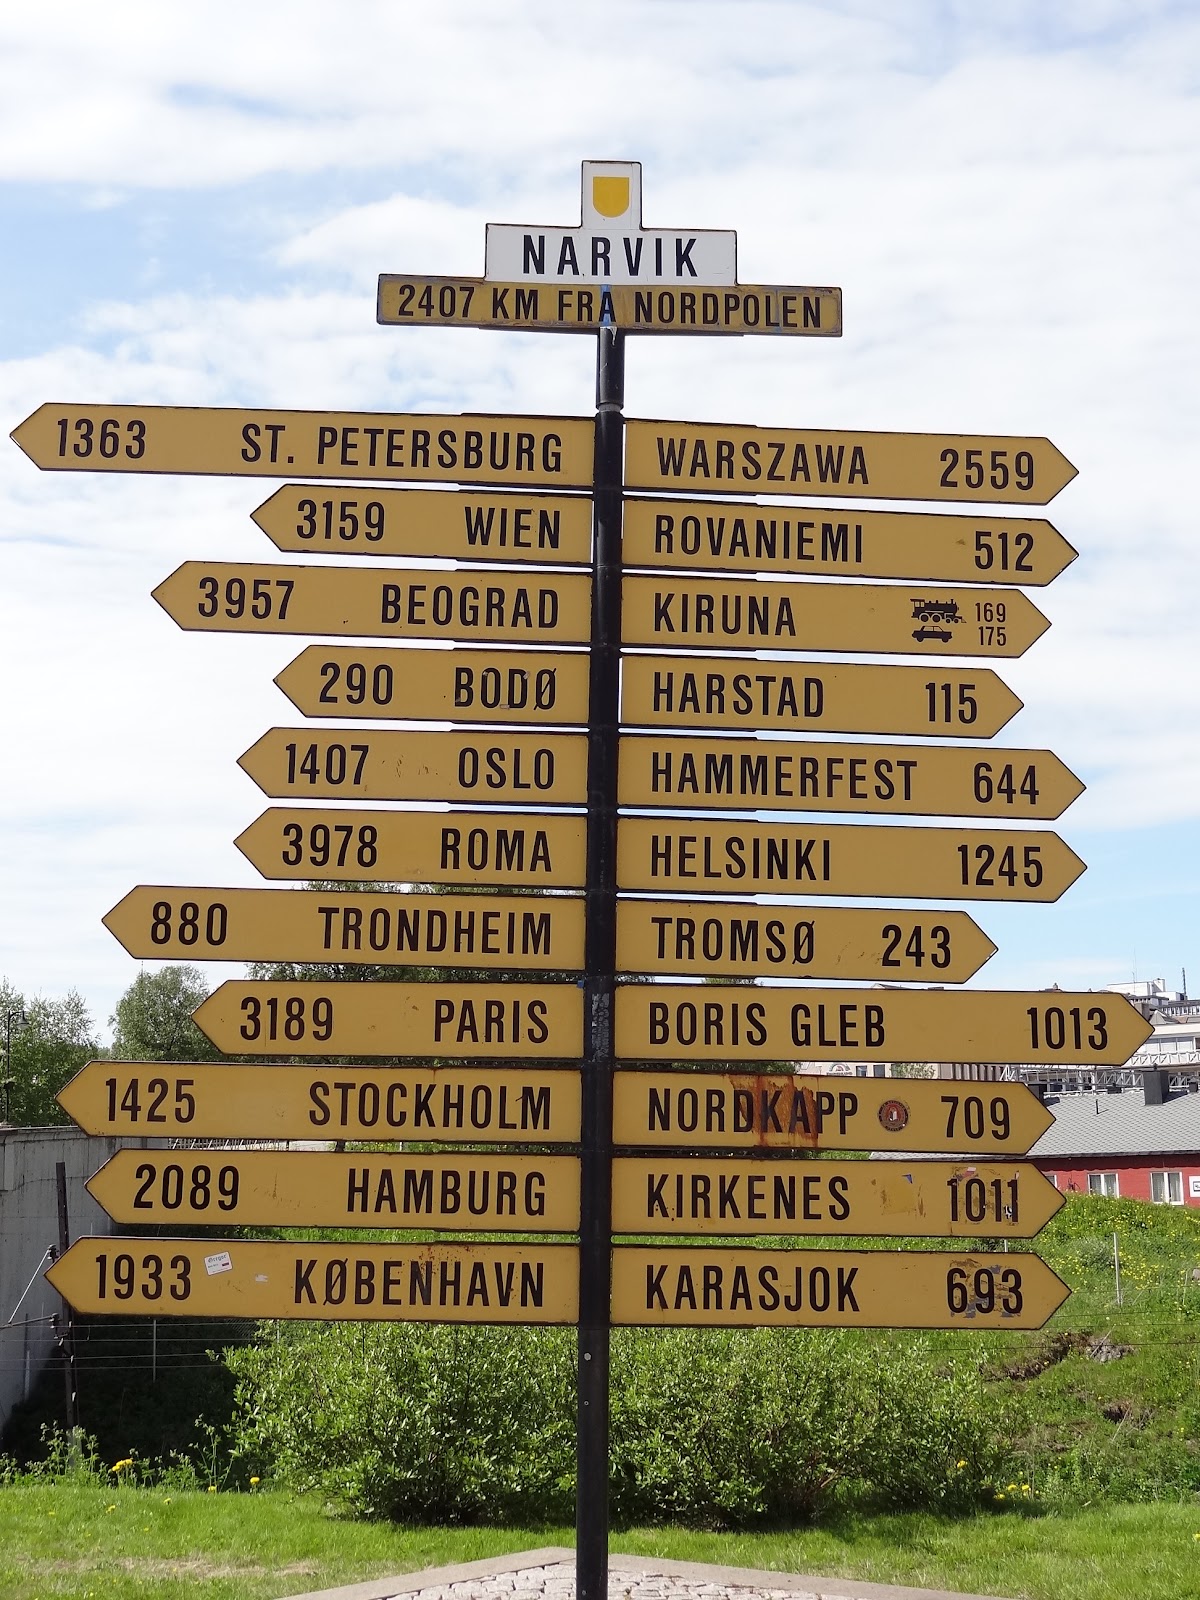 NARVIK
2407 KM FRA NORDPOLEN
1363 ST. PETERSBURG
3159 WIEN
3957 BEOGRAD
290 BODØ
1407 OSLO
3978 ROMA
880 TRONDHEIM
3189 PARIS
1425 STOCKHOLM
2089 HAMBURG
1933 KØBENHAVN
WARSZAWA 2559
ROVANIEMI 512
KIRUNA 169
175
HARSTAD 115
HAMMERFEST 644
HELSINKI 1245
TROMSØ 243
BORIS GLEB 1013
NORDKAPP 709
KIRKENES 1011
KARASJOK 693